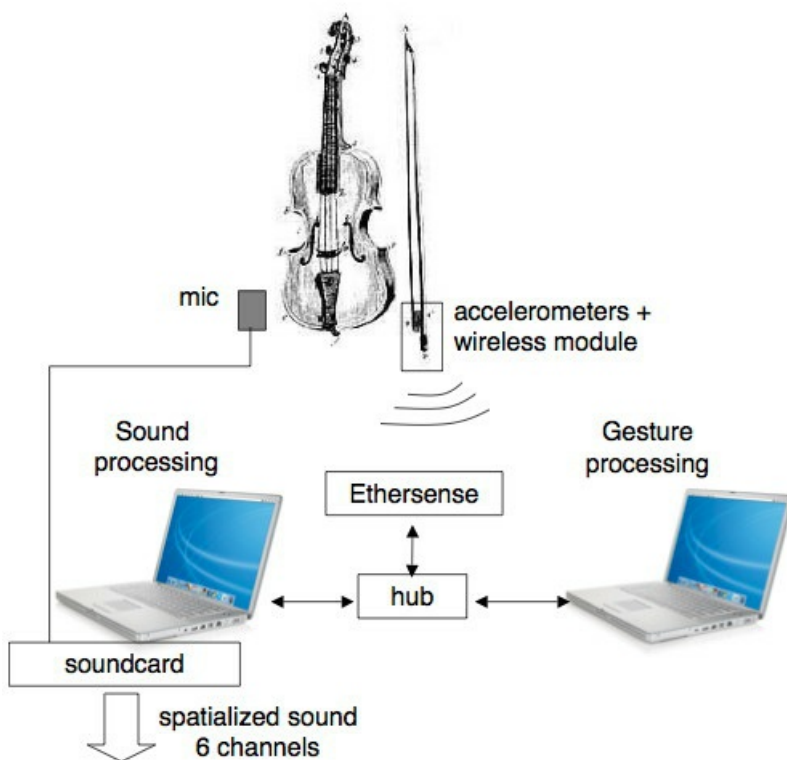 mic
accelerometers +
wireless module
Sound
processing
Gesture
processing
Ethersense
hub
soundcard
spatialized sound
6 channels